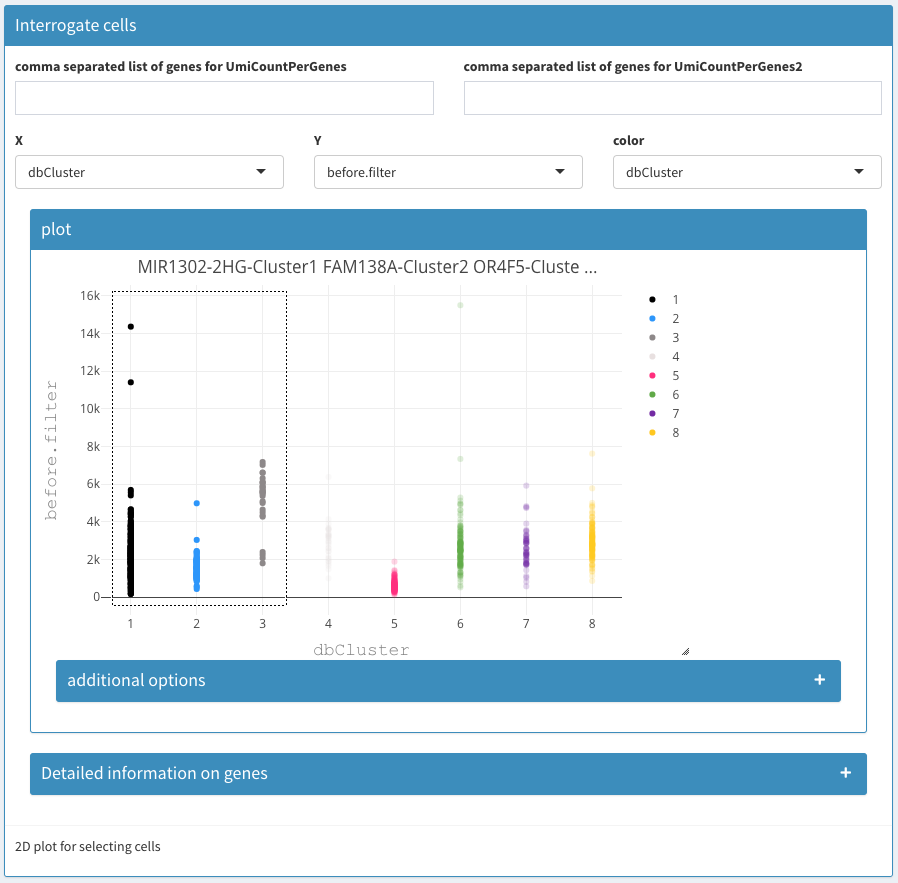 Interrogate cells
comma separated list of genes for UmiCountPerGenes
comma separated list of genes for UmiCountPerGenes2
X
Y
color
dbCluster
before.filter
dbCluster
plot
MIR1302-2HG-Cluster1 FAM138A-Cluster2 OR4F5-Cluste ...
16k
14k
12k
10k
8k
6k
4k
2k
0
before.filter
1
2
3
4
5
6
7
8
1 2 3 4 5 6 7 8
dbCluster
additional options
Detailed information on genes
2D plot for selecting cells